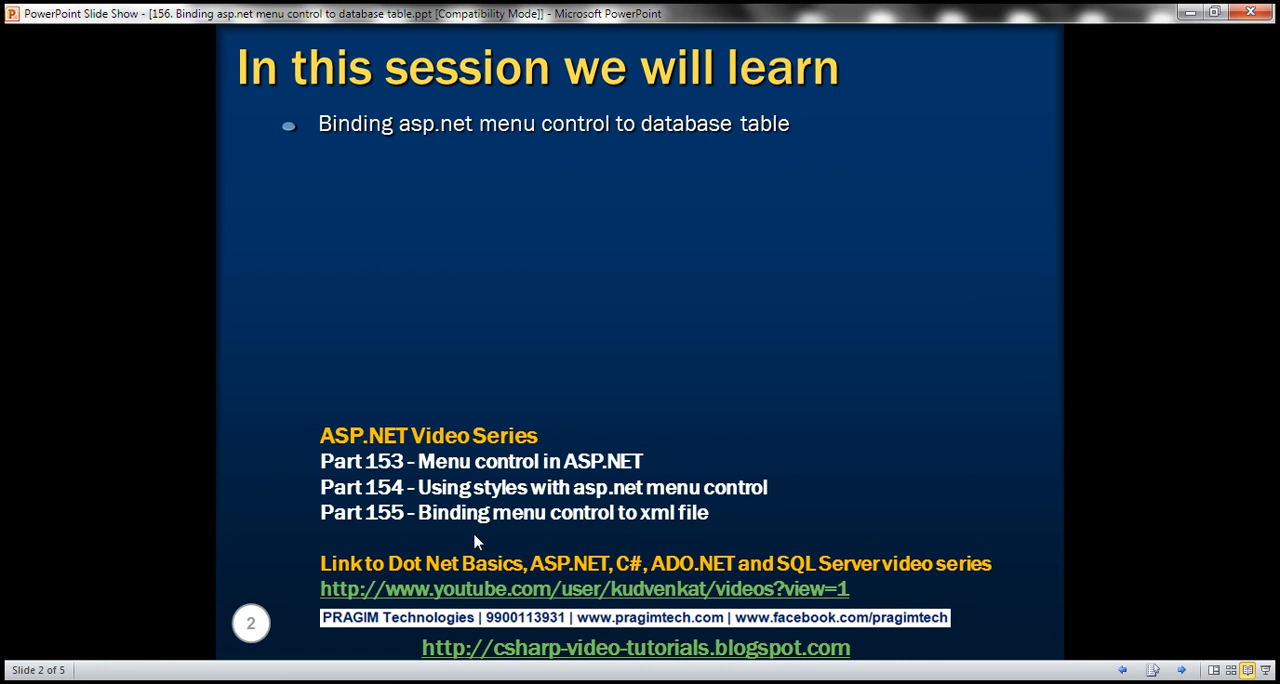 PowerPoint Slide Show - [156. Binding asp.net menu control to database table.ppt [Compatibility Mode]] - Microsoft PowerPoint
In this session we will learn
Binding asp.net menu control to database table
ASP.NET Video Series
Part 153 - Menu control in ASP.NET
Part 154 - Using styles with asp.net menu control
Part 155 - Binding menu control to xml file
Link to Dot Net Basics, ASP.NET, C#, ADO.NET and SQL Server video series
http://www.youtube.com/user/kudvenkat/videos?view=1
2
PRAGIM Technologies | 9900113931 | www.pragimtech.com | www.facebook.com/pragimtech
http://csharp-video-tutorials.blogspot.com
Slide 2 of 5